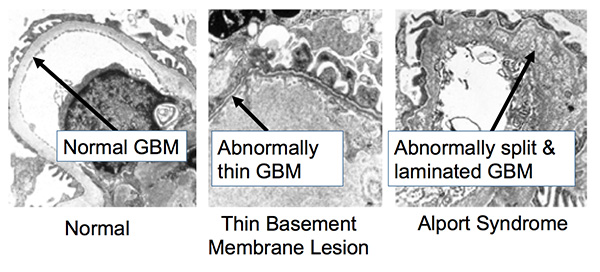 Normal GBM
Abnormally
thin GBM
Abnormally split &
laminated GBM
Normal
Thin Basement
Membrane Lesion
Alport Syndrome